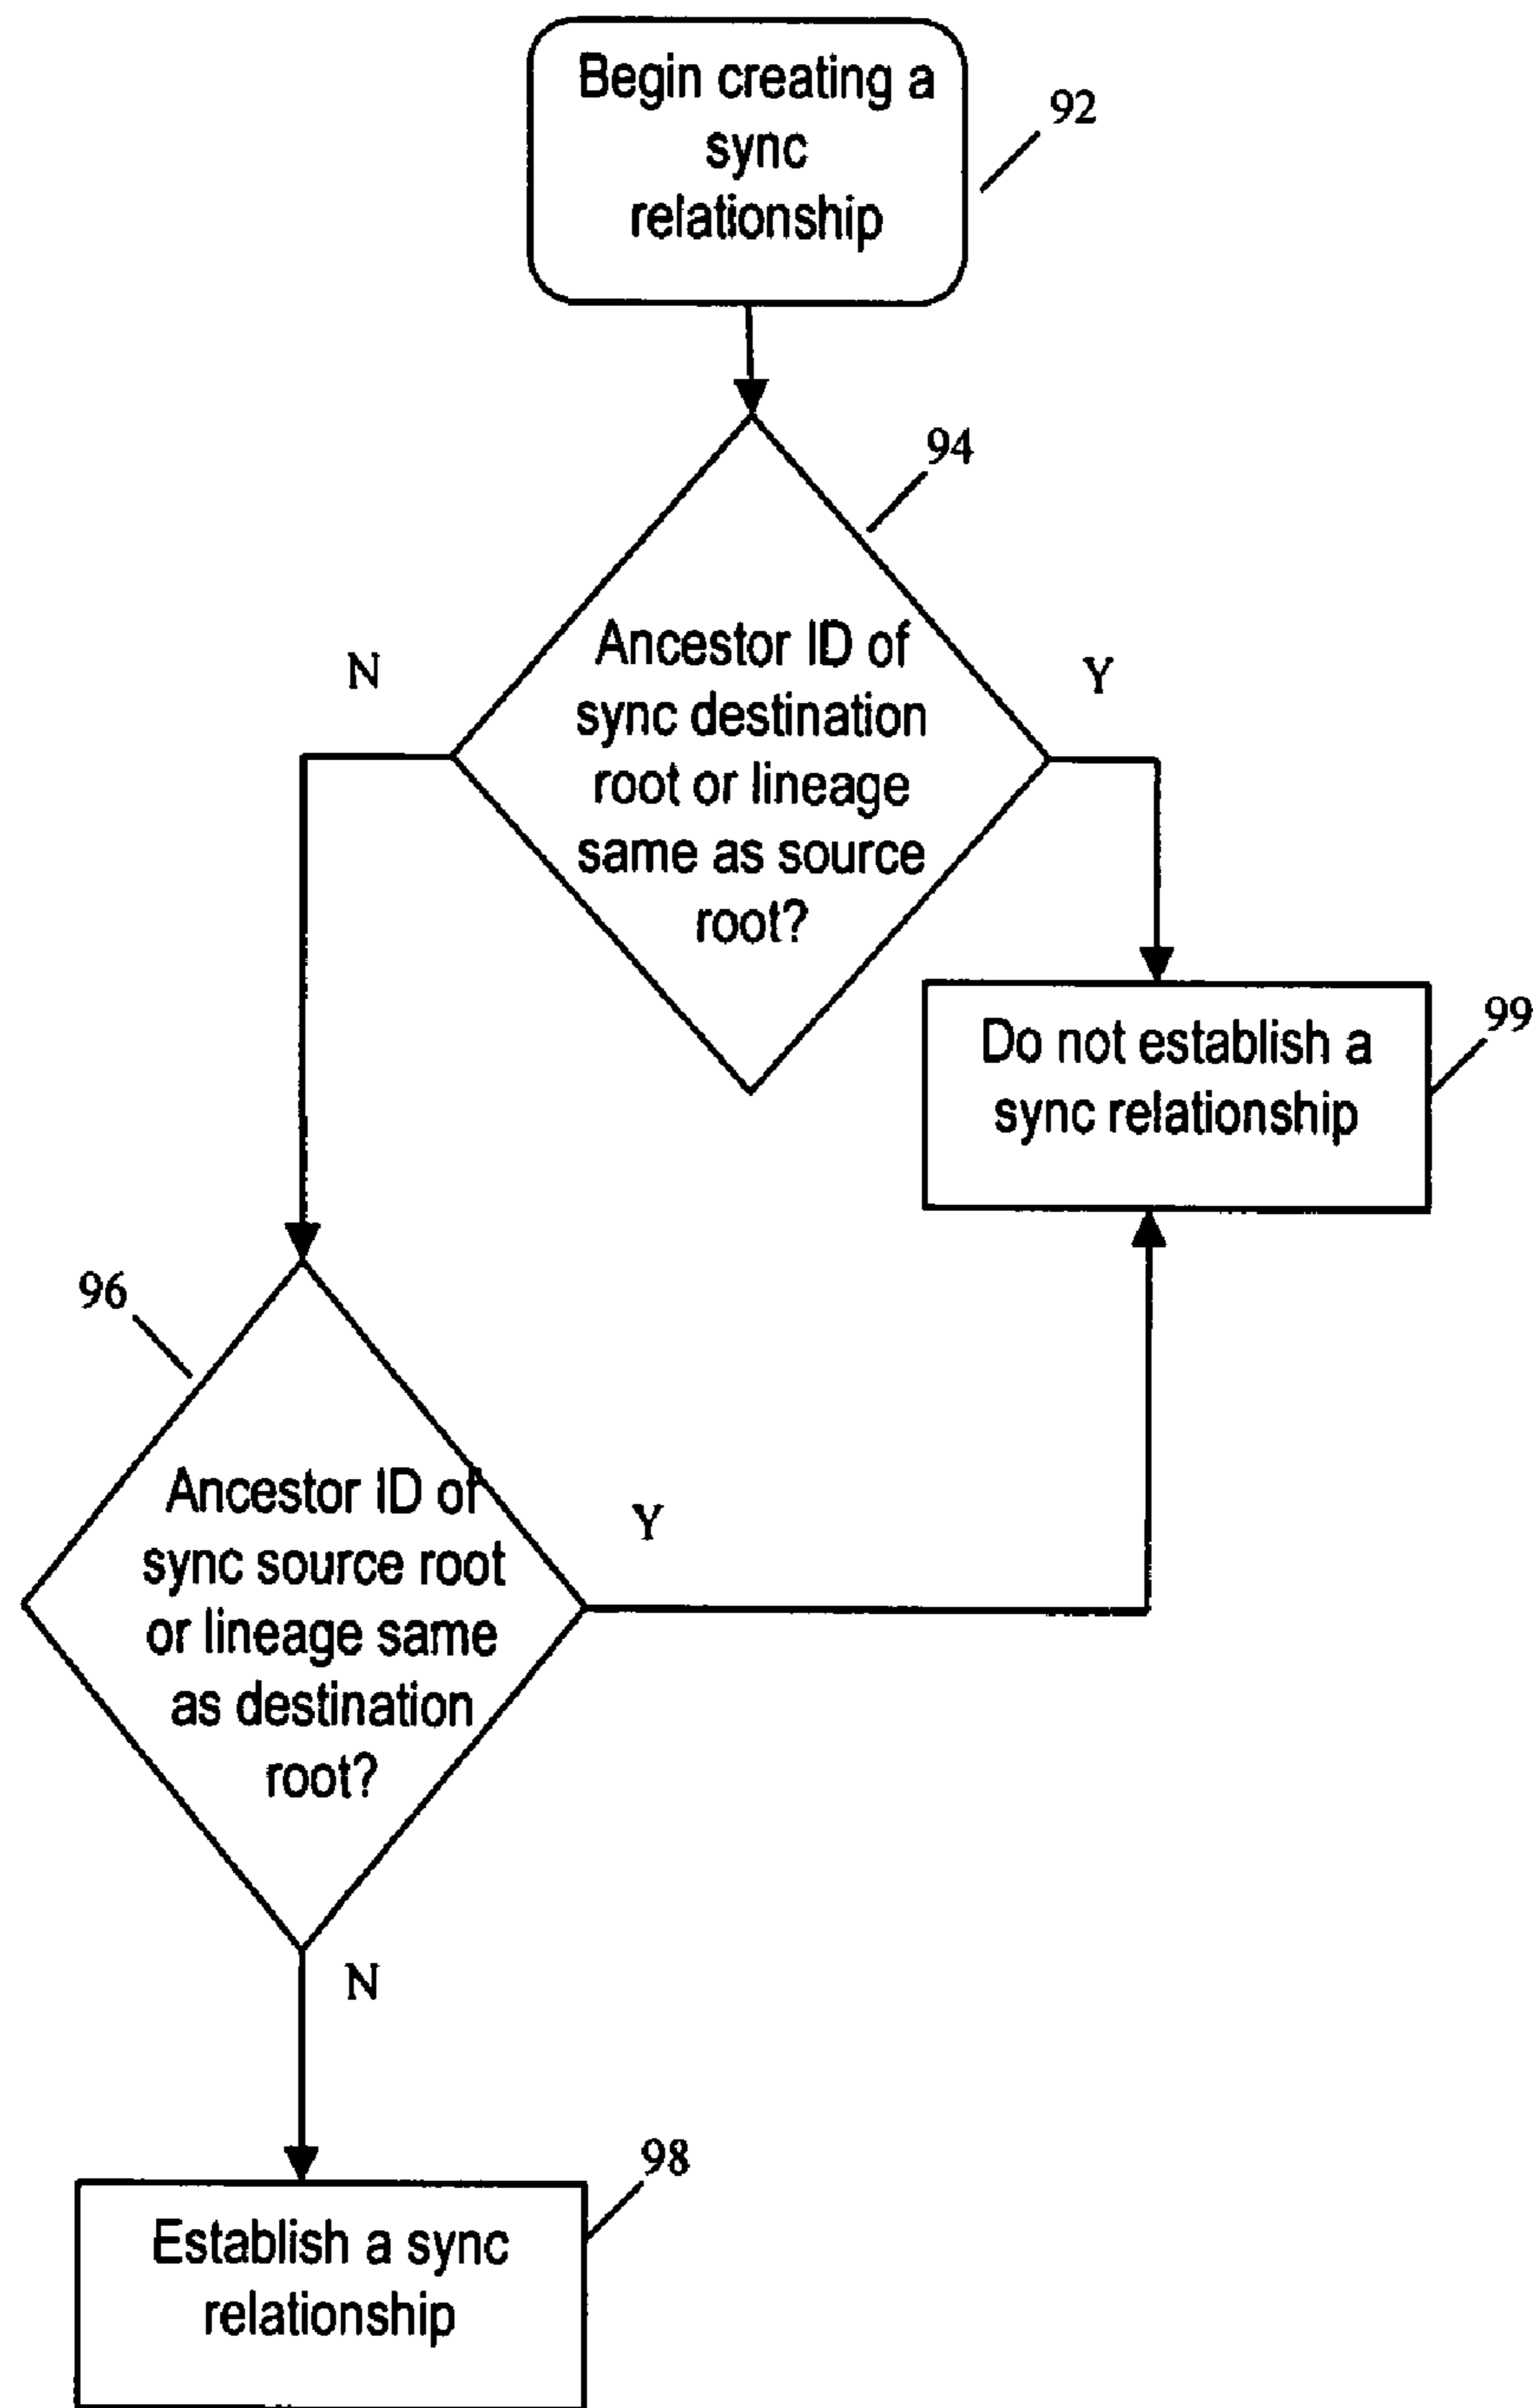 Begin creating a
sync
relationship
92
94
Ancestor ID of
sync destination
root or lineage
same as source
root?
N
Y
Do not establish a
sync relationship
99
96
Ancestor ID of
sync source root
or lineage same
as destination
root?
Y
N
98
Establish a sync
relationship